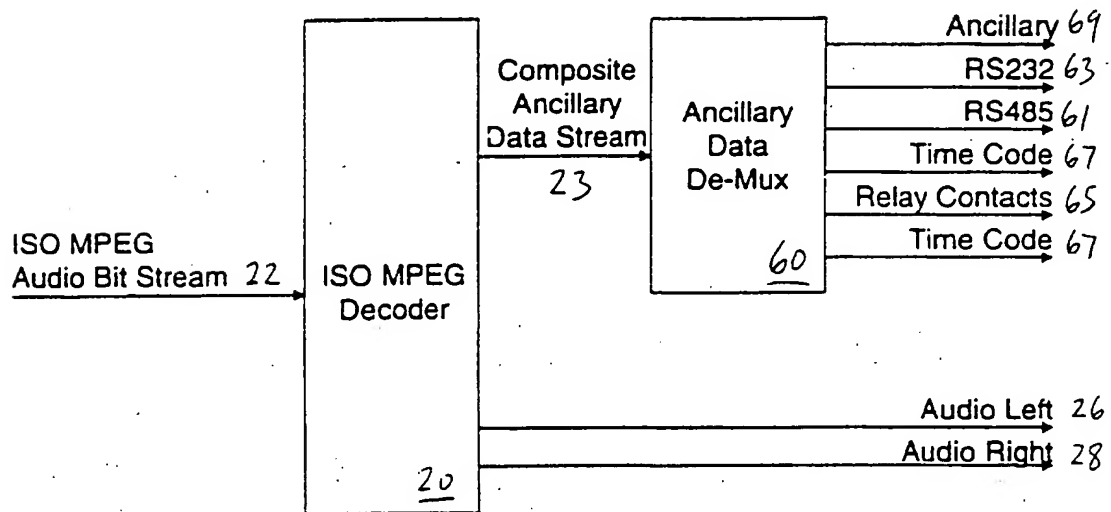 ISO MPEG
Audio Bit Stream 22
ISO MPEG
Decoder
20
Composite
Ancillary
Data Stream
23
Ancillary
Data
De-Mux
60
Ancillary 69
RS232 63
RS485 61
Time Code 67
Relay Contacts 65
Time Code 67
Audio Left 26
Audio Right 28